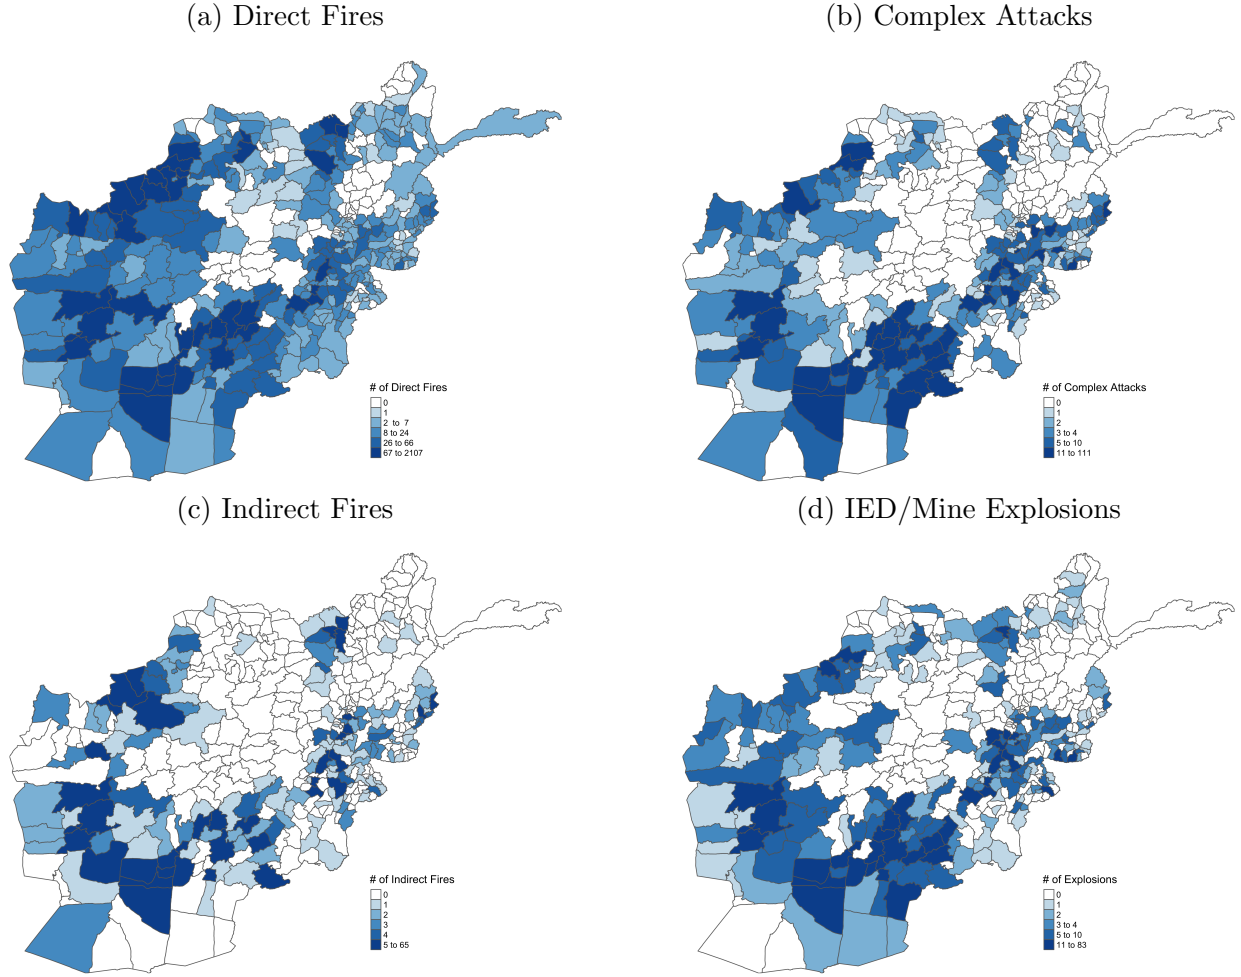 (a) Direct Fires
(b) Complex Attacks
# of Direct Fires
0
1
2 to 7
8 to 24
26 to 66
67 to 2107
# of Complex Attacks
0
1
2
3 to 4
5 to 10
11 to 111
(c) Indirect Fires
(d) IED/Mine Explosions
# of Indirect Fires
0
1
2
3
4
5 to 65
# of Explosions
0
1
2
3 to 4
5 to 10
11 to 83